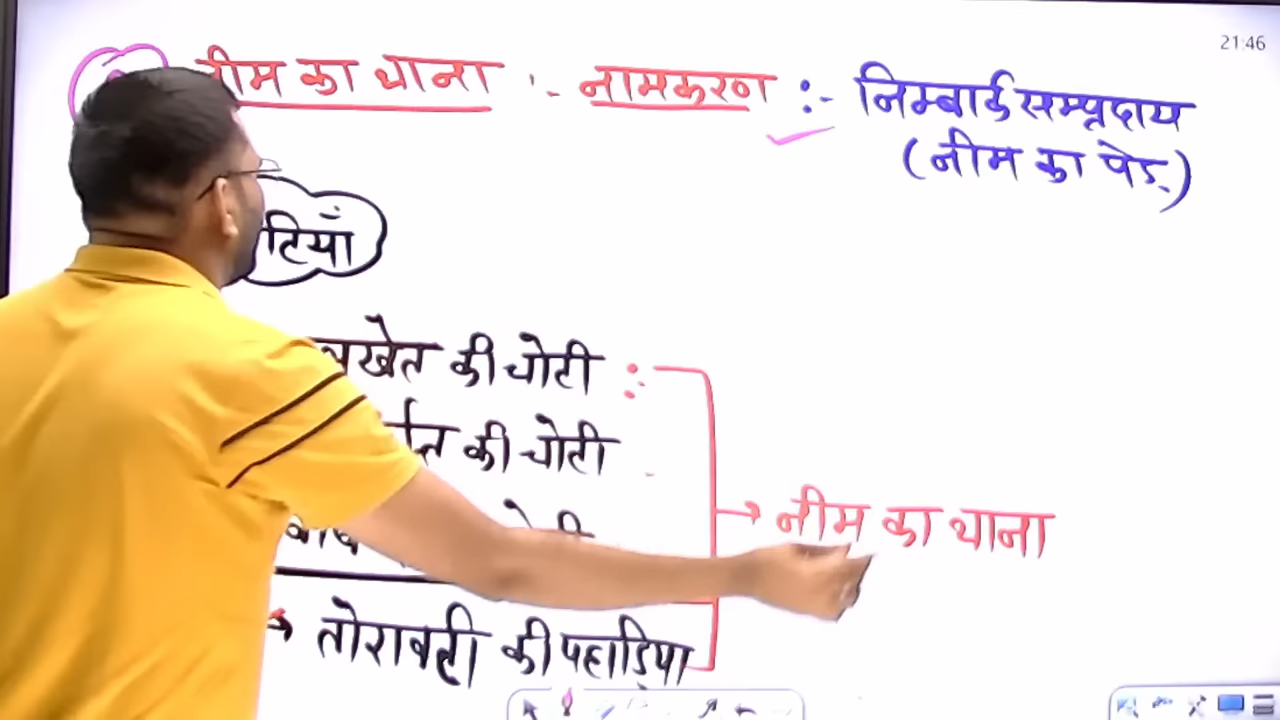 21:46
नीम का थाना :- नामकरण :- निम्बार्क सम्प्रदाय
(नीम का पेड़)
टियाँ
खेत की चोटी :
की चोटी
→ नीम का थाना
→ तोरावटी की पहाड़िया